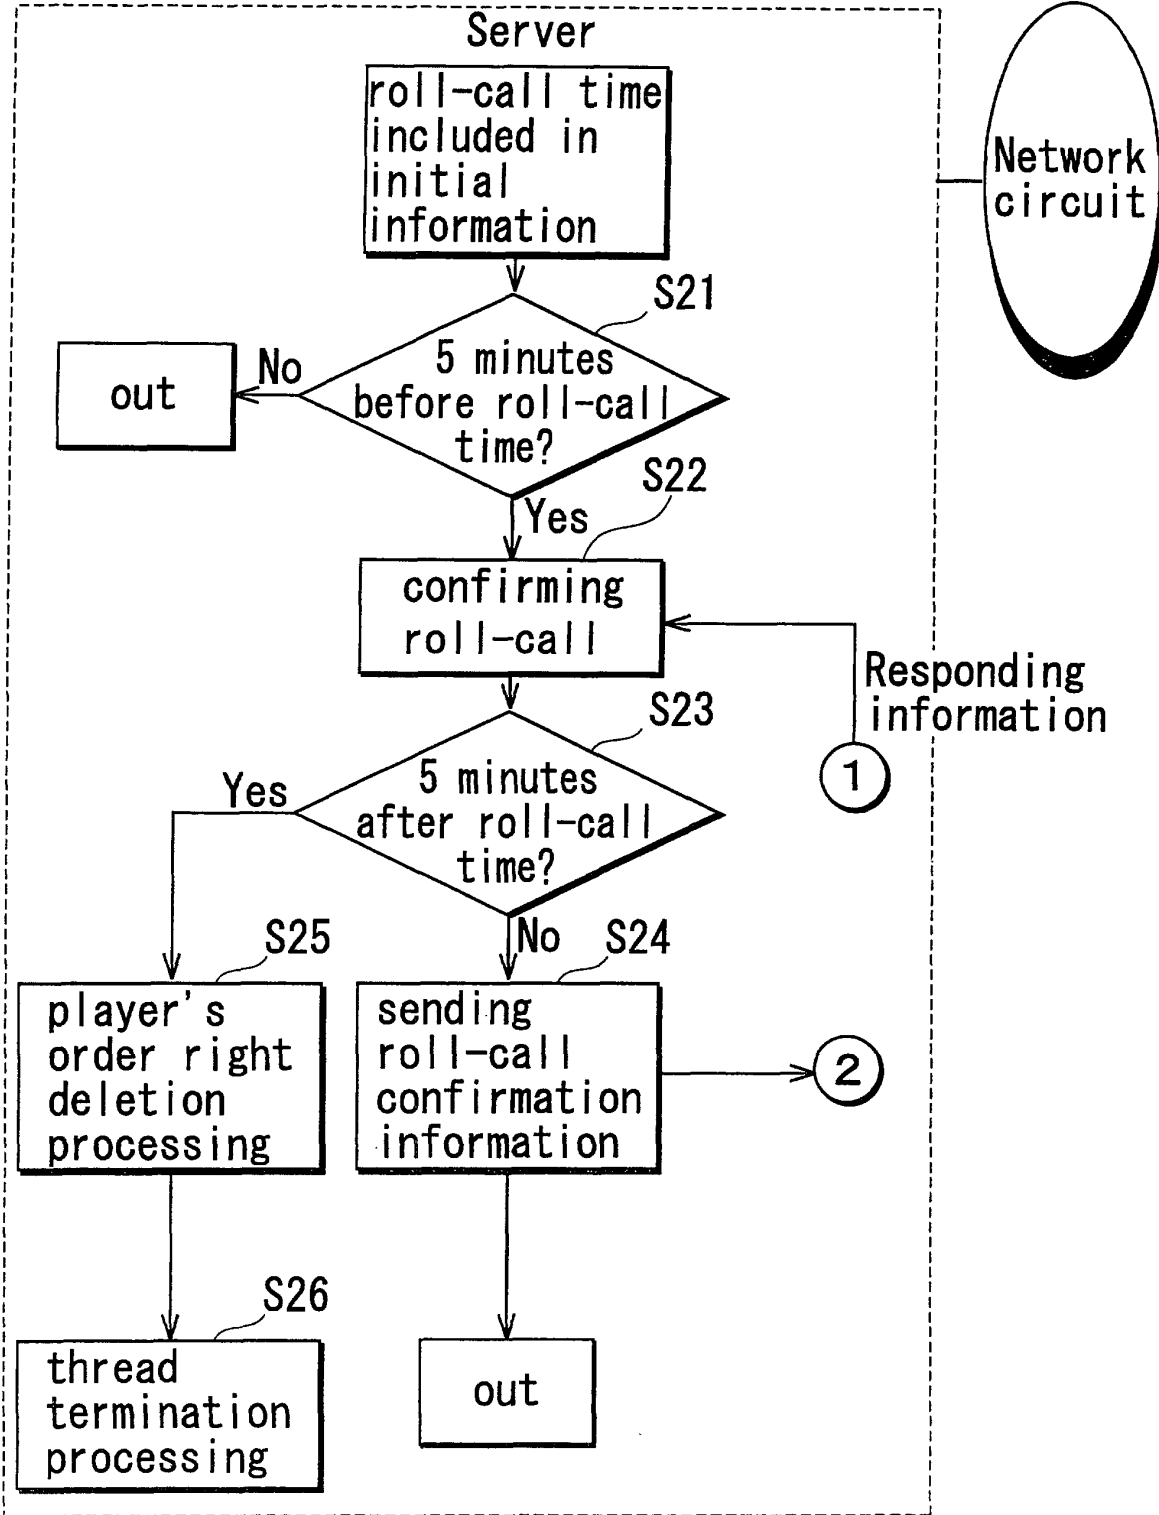 Server
roll-call time
included in
initial
information
Network
circuit
S21
5 minutes
before roll-call
time?
No
out
Yes
S22
confirming
roll-call
Responding
information
1
S23
5 minutes
after roll-call
time?
Yes
No
S25
player's
order right
deletion
processing
S24
sending
roll-call
confirmation
information
2
S26
thread
termination
processing
out